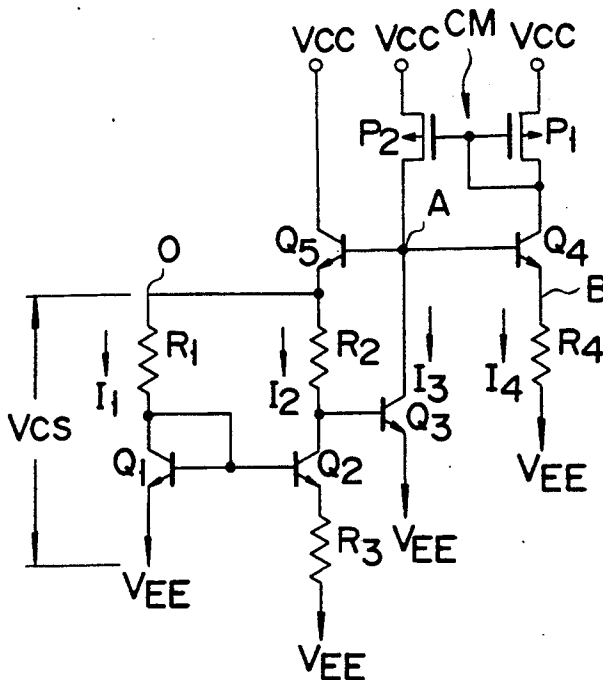 VCC VCC CM VCC
P2 P1
A
Q5 Q4
O B
R1 R2 R4
I1 I2 I3 I4
VCS Q3
Q1 Q2 VEE
R3 VEE
VEE
VEE